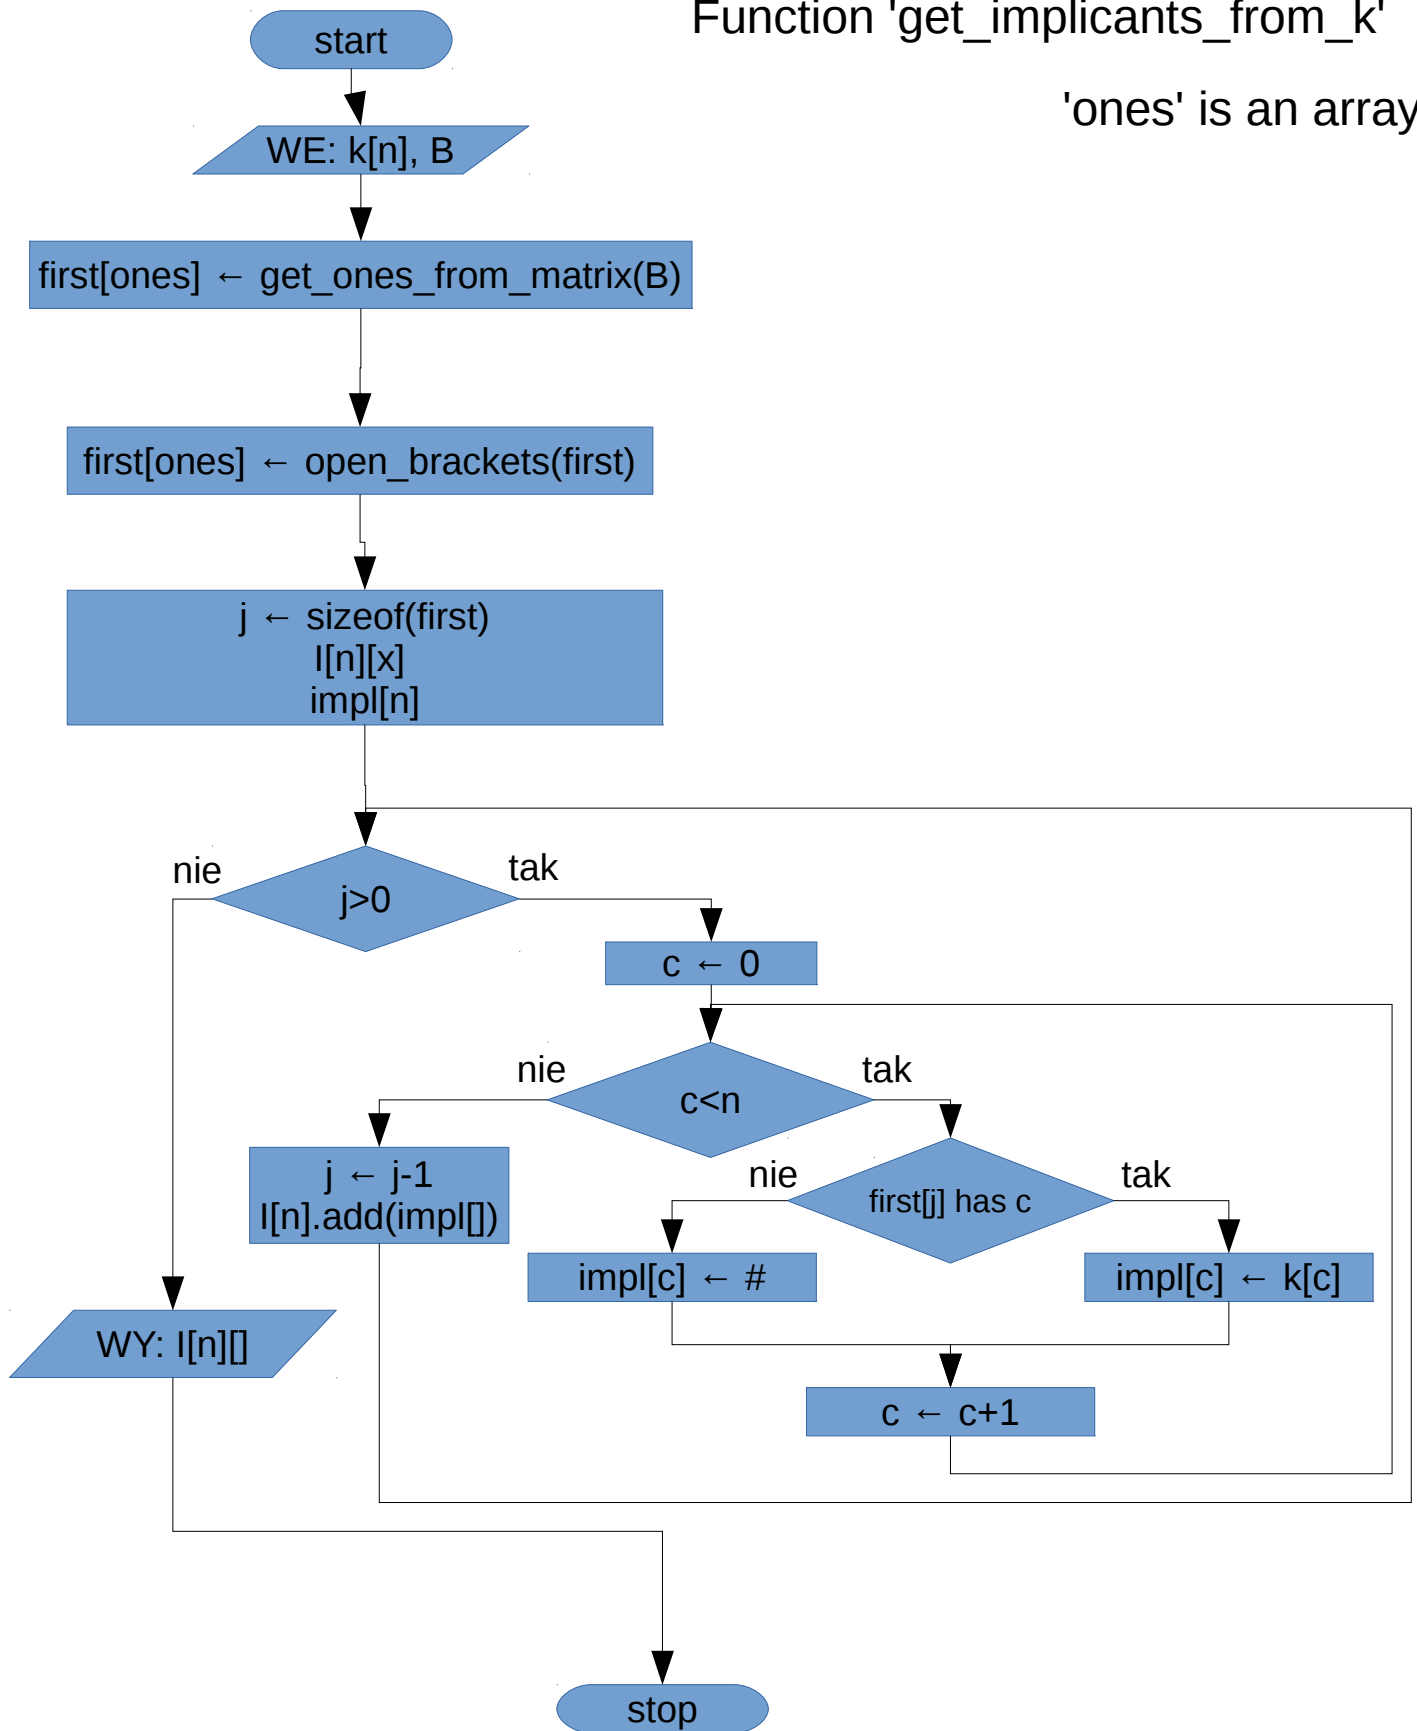 Function 'get_implicants_from_k'
start
'ones' is an array
WE: k[n], B
first[ones] ← get_ones_from_matrix(B)
first[ones] ← open_brackets(first)
j ← sizeof(first)
I[n][x]
impl[n]
nie
tak
j>0
c ← 0
nie
tak
c<n
j ← j-1
I[n].add(impl[])
nie
tak
first[j] has c
impl[c] ← #
impl[c] ← k[c]
WY: I[n][]
c ← c+1
stop